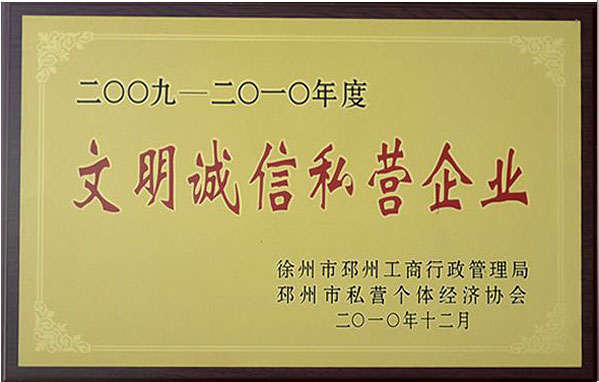 二〇〇九—二〇一〇年度
文明诚信私营企业
徐州市邳州工商行政管理局
邳州市私营个体经济协会
二〇一〇年十二月